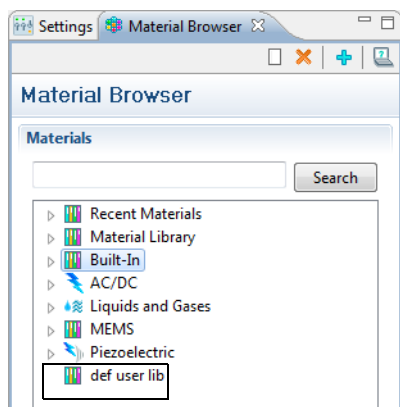 Settings Material Browser
Material Browser
Materials
Search
Recent Materials
Material Library
Built-In
AC/DC
Liquids and Gases
MEMS
Piezoelectric
def user lib